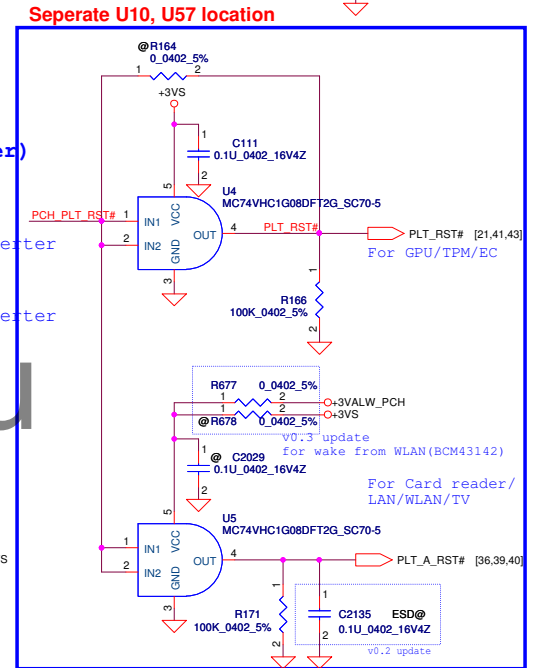 Seperate U10, U57 location
@R164
0_0402_5%
1 2
+3VS
1
C111
0.1U_0402_16V4Z
2
er)
U4
MC74VHC1G08DFT2G_SC70-5
5
PCH_PLT_RST# 1 IN1 VCC
2 IN2 GND OUT 4 PLT_RST# PLT_RST# [21,41,43]
erter
For GPU/TPM/EC
3
1
R166
100K_0402_5%
2
erter
u
R677 0_0402_5%
1 2 +3VALW_PCH
1 2 +3VS
@R678 0_0402_5%
v0.3 update
for wake from WLAN(BCM43142)
1
@ C2029
0.1U_0402_16V4Z
2
For Card reader/
LAN/WLAN/TV
U5
MC74VHC1G08DFT2G_SC70-5
5
1 IN1 VCC
2 IN2 GND OUT 4 PLT_A_RST# [36,39,40]
S
3
1
R171
100K_0402_5%
2
1
C2135 ESD@
0.1U_0402_16V4Z
2
v0.2 update